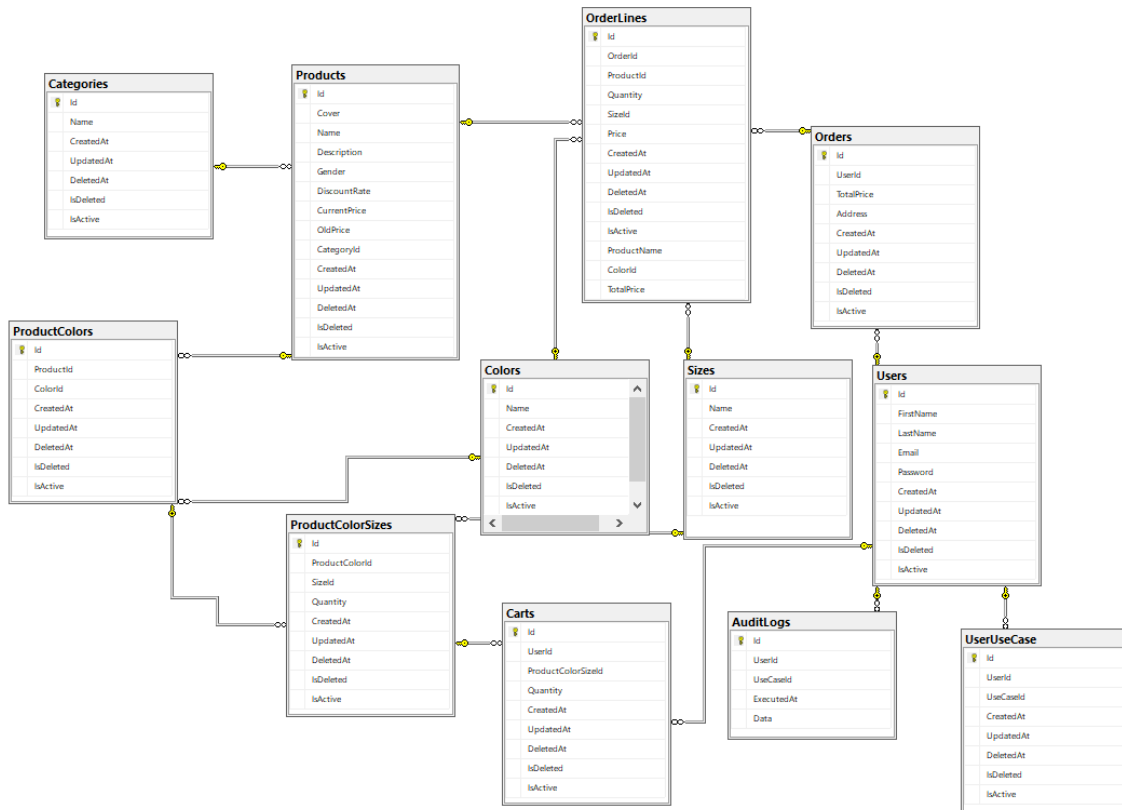 Categories
Id
Name
CreatedAt
UpdatedAt
DeletedAt
IsDeleted
IsActive
Products
Id
Cover
Name
Description
Gender
DiscountRate
CurrentPrice
OldPrice
CategoryId
CreatedAt
UpdatedAt
DeletedAt
IsDeleted
IsActive
OrderLines
Id
OrderId
ProductId
Quantity
SizeId
Price
CreatedAt
UpdatedAt
DeletedAt
IsDeleted
IsActive
ProductName
ColorId
TotalPrice
Orders
Id
UserId
TotalPrice
Address
CreatedAt
UpdatedAt
DeletedAt
IsDeleted
IsActive
ProductColors
Id
ProductId
ColorId
CreatedAt
UpdatedAt
DeletedAt
IsDeleted
IsActive
Colors
Id
Name
CreatedAt
UpdatedAt
DeletedAt
IsDeleted
IsActive
Sizes
Id
Name
CreatedAt
UpdatedAt
DeletedAt
IsDeleted
IsActive
Users
Id
FirstName
LastName
Email
Password
CreatedAt
UpdatedAt
DeletedAt
IsDeleted
IsActive
ProductColorSizes
Id
ProductColorId
SizeId
Quantity
CreatedAt
UpdatedAt
DeletedAt
IsDeleted
IsActive
Carts
Id
UserId
ProductColorSizeId
Quantity
CreatedAt
UpdatedAt
DeletedAt
IsDeleted
IsActive
AuditLogs
Id
UserId
UseCaseId
ExecutedAt
Data
UserUseCase
Id
UserId
UseCaseId
CreatedAt
UpdatedAt
DeletedAt
IsDeleted
IsActive